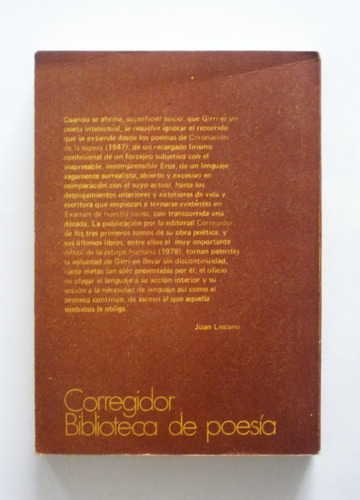 Cuando se afirma, superficial juicio, que Girri es un
poeta intelectual, se resuelve ignorar el recorrido
que se extiende desde los poemas de Coronación
de la espera (1947), de un recargado lirismo
confesional de un forcejeo subjetivo con el
inapresable, incomprensible Eros, de un lenguaje
vagamente surrealista, abierto y excesivo en
comparación con el suyo actual, hasta los
despojamientos interiores y exteriores de vida y
escritura que empiezan a tornarse evidentes en
Examen de nuestra causa, casi transcurrida una
década. La publicación por la editorial Corregidor,
de los tres primeros tomos de su obra poética, y
sus últimos libros, entre ellos el muy importante
Arbol de la estirpe humana (1978), tornan patentes
la voluntad de Girri en llevar sin discontinuidad,
hasta metas tan sólo presentadas por él, el oficio
de plegar el lenguaje a su acción interior y su
acción a la necesidad de lenguaje así como el
proceso continuo, de ascens al que aquella
simbiosis le obliga.
Juan Liscano
Corregidor
Biblioteca de poesía